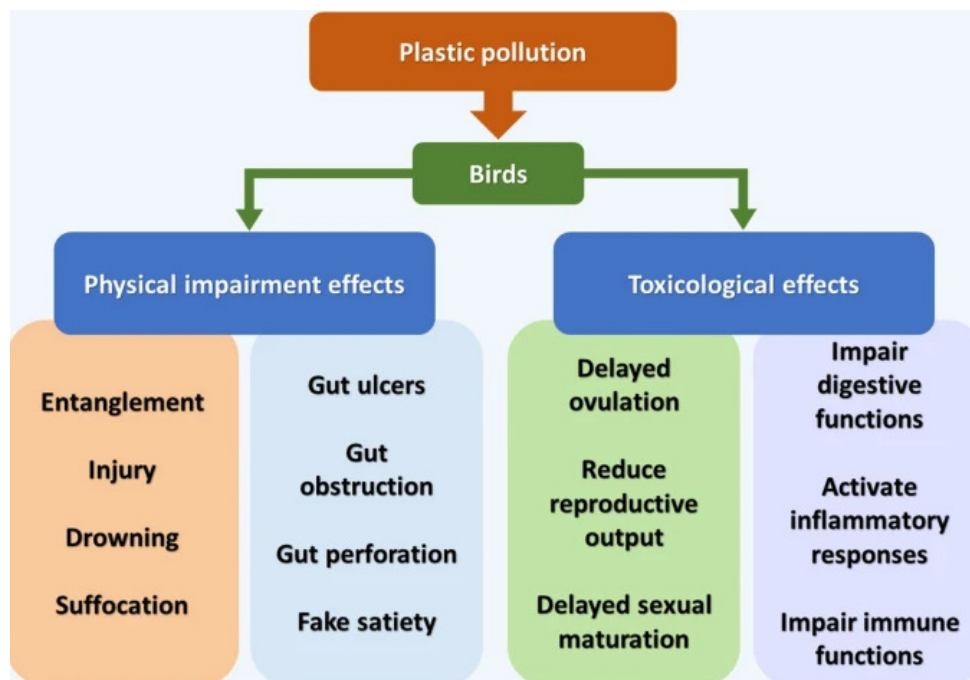 Plastic pollution
Birds
Physical impairment effects
Toxicological effects
Entanglement
Injury
Drowning
Suffocation
Gut ulcers
Gut
obstruction
Gut perforation
Fake satiety
Delayed
ovulation
Reduce
reproductive
output
Delayed sexual
maturation
Impair
digestive
functions
Activate
inflammatory
responses
Impair immune
functions